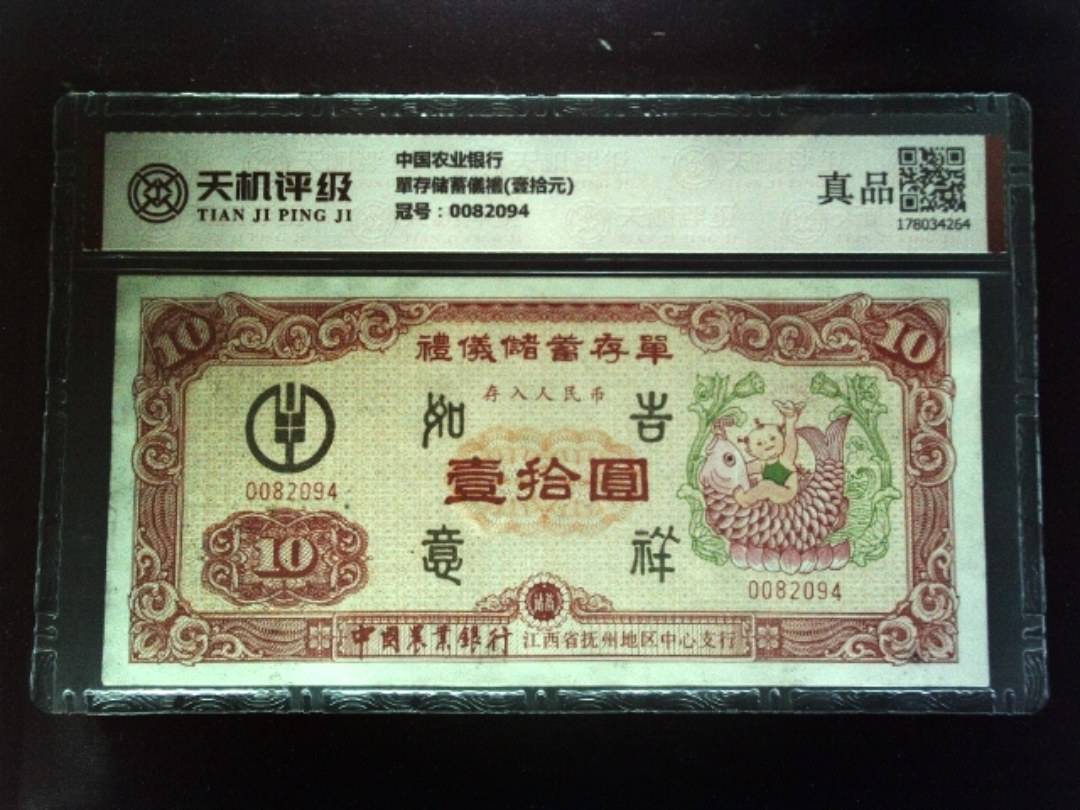 天机评级
TIAN JI PING JI
中国农业银行
單存储蓄儀禮(壹拾元)
冠号：0082094
真品
178034264
10
10
禮儀儲蓄存單
存入人民币
如 吉
壹拾圓
意 祥
0082094
10
0082094
中國農業銀行 江西省抚州地区中心支行